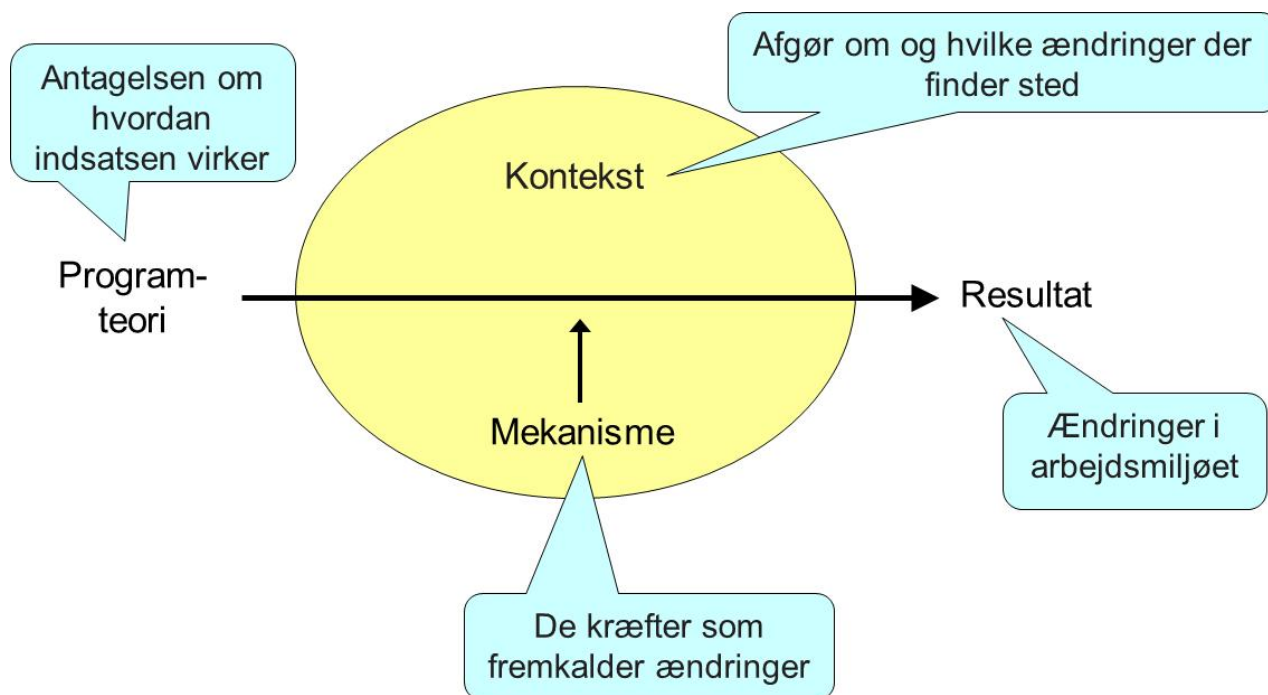 Antagelsen om
hvordan
indsatsen virker
Afgør om og hvilke ændringer der
finder sted
Kontekst
Program-
teori
Resultat
Mekanisme
Ændringer i
arbejdsmiljøet
De kræfter som
fremkalder ændringer